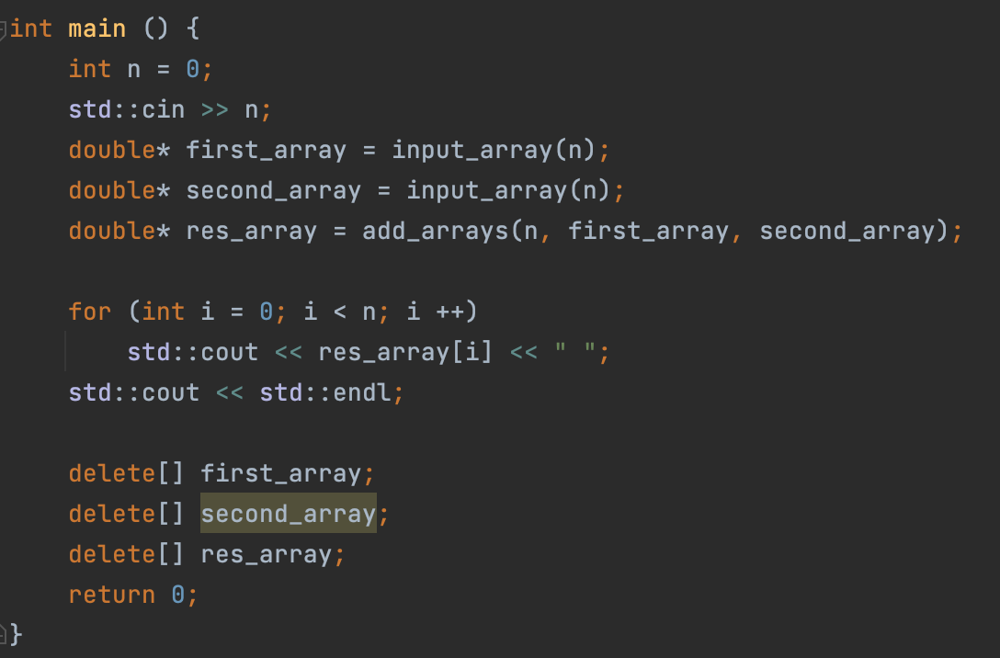 int main () {
    int n = 0;
    std::cin >> n;
    double* first_array = input_array(n);
    double* second_array = input_array(n);
    double* res_array = add_arrays(n, first_array, second_array);

    for (int i = 0; i < n; i ++)
        std::cout << res_array[i] << " ";
    std::cout << std::endl;

    delete[] first_array;
    delete[] second_array;
    delete[] res_array;
    return 0;
}